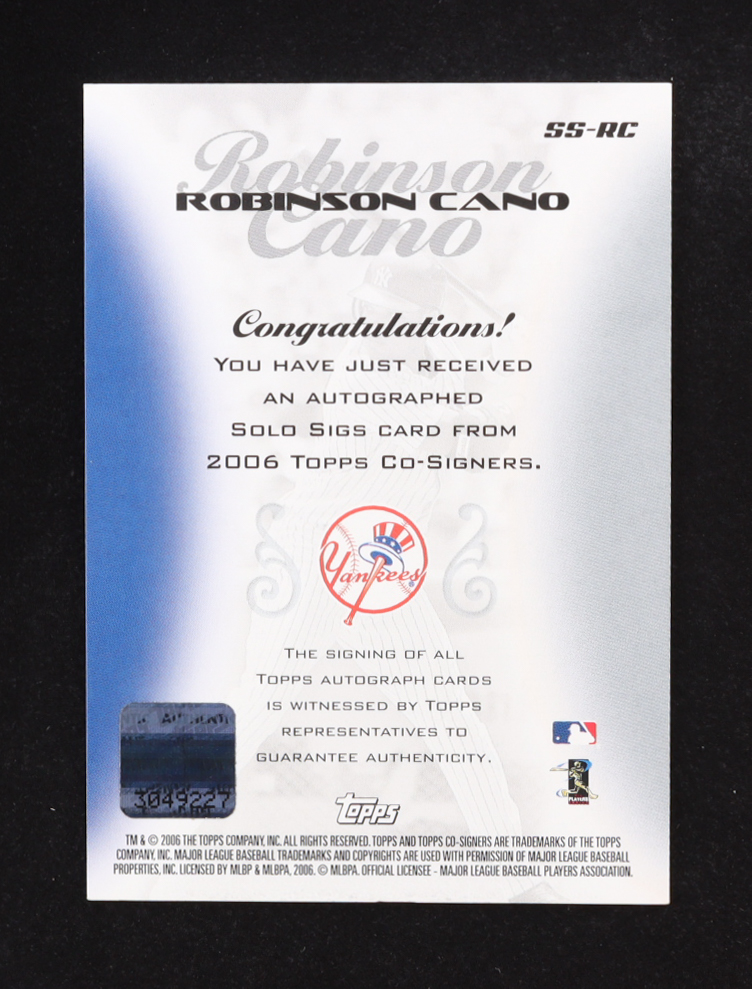 SS-RC
Robinson
ROBINSON CANO
Cano
Congratulations!
YOU HAVE JUST RECEIVED
AN AUTOGRAPHED
SOLO SIGS CARD FROM
2006 TOPPS CO-SIGNERS.
Yankees
THE SIGNING OF ALL
TOPPS AUTOGRAPH CARDS
IS WITNESSED BY TOPPS
REPRESENTATIVES TO
GUARANTEE AUTHENTICITY.
3049227
PLAYERS
Topps
TM & © 2006 THE TOPPS COMPANY, INC. ALL RIGHTS RESERVED. TOPPS AND TOPPS CO-SIGNERS ARE TRADEMARKS OF THE TOPPS
COMPANY, INC. MAJOR LEAGUE BASEBALL TRADEMARKS AND COPYRIGHTS ARE USED WITH PERMISSION OF MAJOR LEAGUE BASEBALL
PROPERTIES, INC. LICENSED BY MLBP & MLBPA, 2006. © MLBPA. OFFICIAL LICENSEE - MAJOR LEAGUE BASEBALL PLAYERS ASSOCIATION.